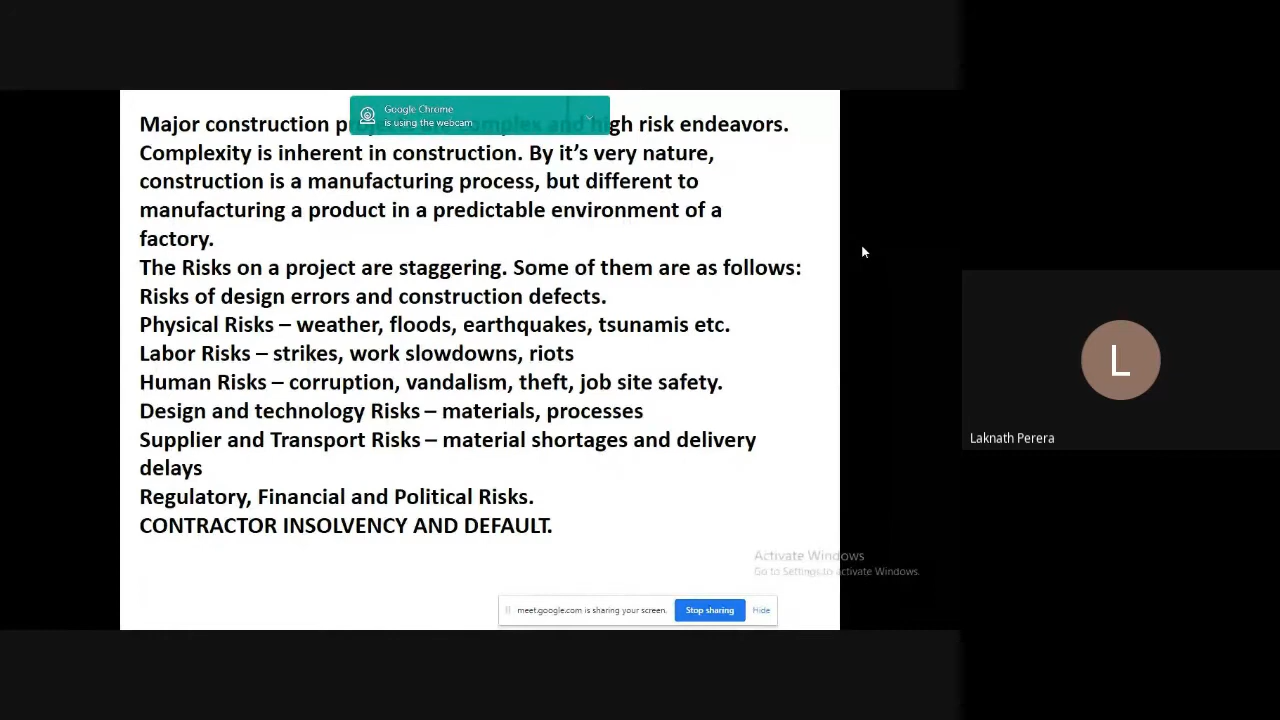 Google Chrome
is using the webcam
Major construction projects are complex and high risk endeavors.
Complexity is inherent in construction. By it’s very nature,
construction is a manufacturing process, but different to
manufacturing a product in a predictable environment of a
factory.
The Risks on a project are staggering. Some of them are as follows:
Risks of design errors and construction defects.
Physical Risks – weather, floods, earthquakes, tsunamis etc.
Labor Risks – strikes, work slowdowns, riots
Human Risks – corruption, vandalism, theft, job site safety.
Design and technology Risks – materials, processes
Supplier and Transport Risks – material shortages and delivery
delays
Regulatory, Financial and Political Risks.
CONTRACTOR INSOLVENCY AND DEFAULT.
L
Laknath Perera
Activate Windows
Go to Settings to activate Windows.
meet.google.com is sharing your screen. Stop sharing Hide